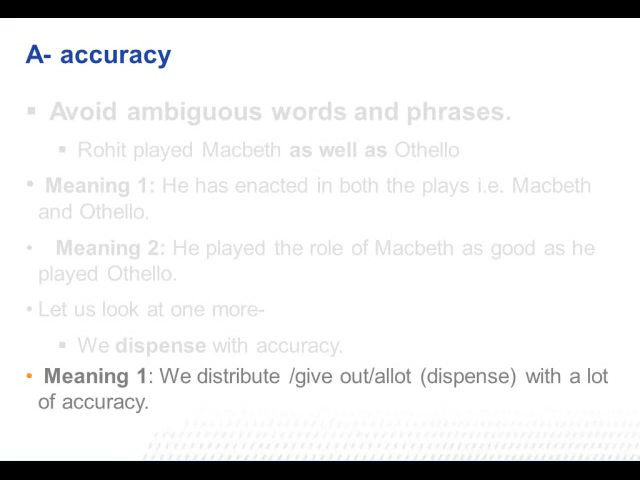 A- accuracy
▪ Avoid ambiguous words and phrases.
▪ Rohit played Macbeth as well as Othello
• Meaning 1: He has enacted in both the plays i.e. Macbeth
and Othello.
• Meaning 2: He played the role of Macbeth as good as he
played Othello.
• Let us look at one more-
▪ We dispense with accuracy.
• Meaning 1: We distribute /give out/allot (dispense) with a lot
of accuracy.